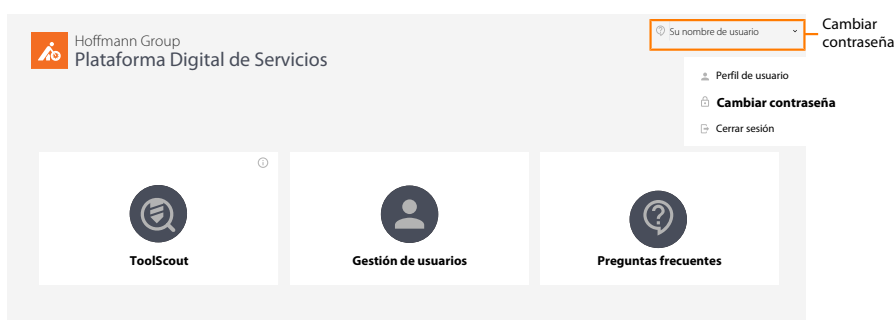 Hoffmann Group
Plataforma Digital de Servicios
Su nombre de usuario
Cambiar
contraseña
Perfil de usuario
Cambiar contraseña
Cerrar sesión
ToolScout
Gestión de usuarios
Preguntas frecuentes